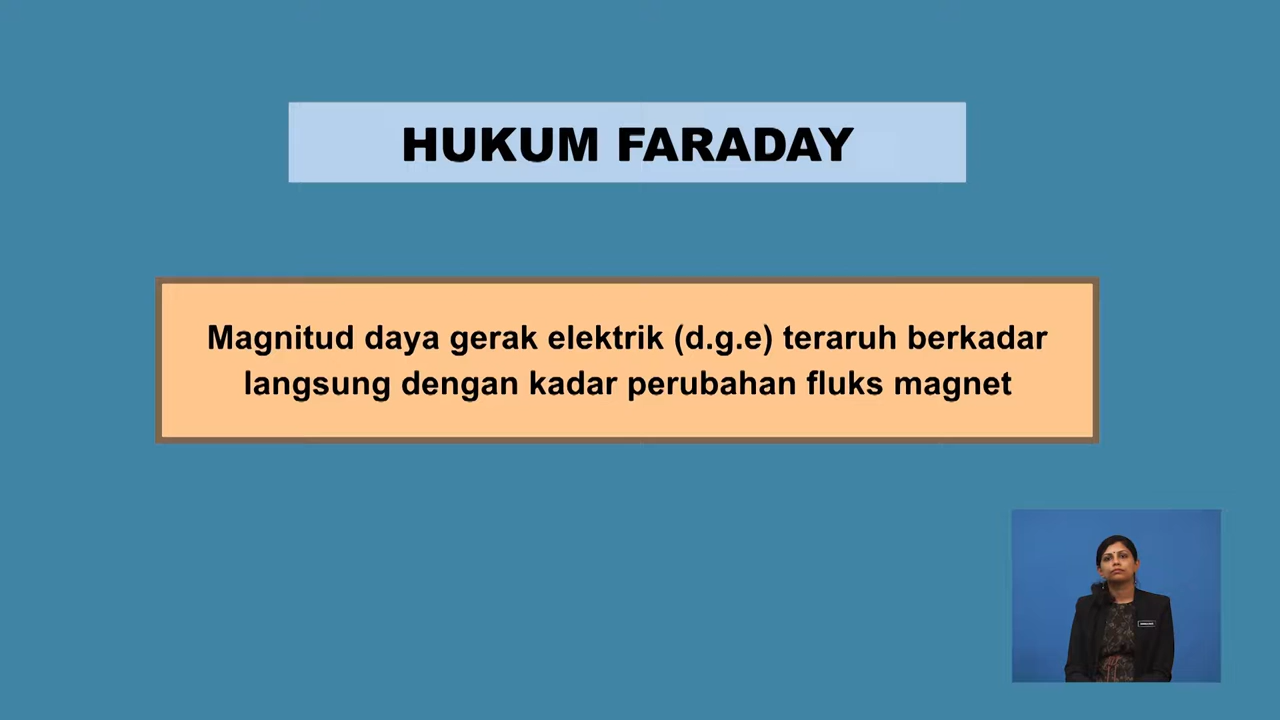 HUKUM FARADAY
Magnitud daya gerak elektrik (d.g.e) teraruh berkadar
langsung dengan kadar perubahan fluks magnet